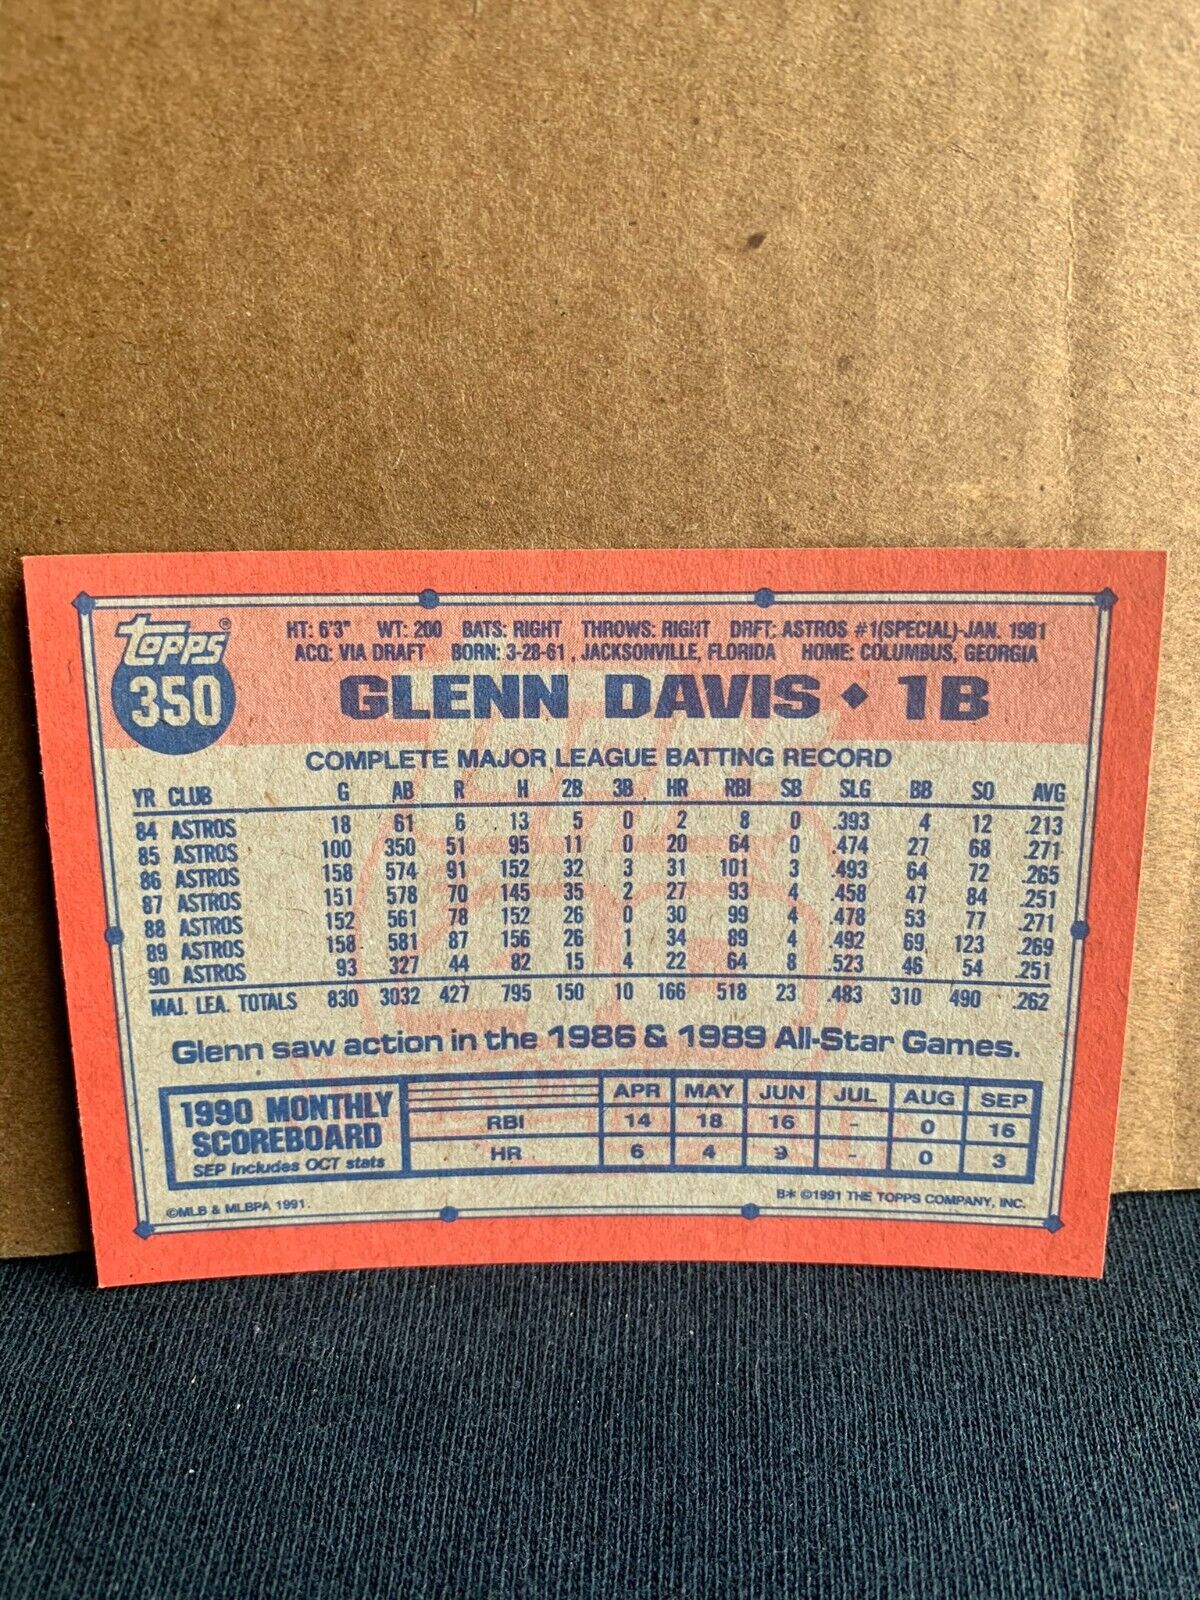 topps®
350
HT: 6'3" WT: 200 BATS: RIGHT THROWS: RIGHT DRFT: ASTROS #1(SPECIAL)-JAN. 1981
ACQ: VIA DRAFT BORN: 3-28-61, JACKSONVILLE, FLORIDA HOME: COLUMBUS, GEORGIA
GLENN DAVIS ◆ 1B
COMPLETE MAJOR LEAGUE BATTING RECORD
YR CLUB G AB R H 2B 3B HR RBI SB SLG BB SO AVG
84 ASTROS 18 61 6 13 5 0 2 8 0 .393 4 12 .213
85 ASTROS 100 350 51 95 11 0 20 64 0 .474 27 68 .271
86 ASTROS 158 574 91 152 32 3 31 101 3 .493 64 72 .265
87 ASTROS 151 578 70 145 35 2 27 93 4 .458 47 84 .251
88 ASTROS 152 561 78 152 26 0 30 99 4 .478 53 77 .271
89 ASTROS 158 581 87 156 26 1 34 89 4 .492 69 123 .269
90 ASTROS 93 327 44 82 15 4 22 64 8 .523 46 54 .251
MAJ. LEA. TOTALS 830 3032 427 795 150 10 166 518 23 .483 310 490 .262
Glenn saw action in the 1986 & 1989 All-Star Games.
1990 MONTHLY SCOREBOARD
SEP includes OCT stats
APR MAY JUN JUL AUG SEP
RBI 14 18 16 - 0 16
HR 6 4 9 - 0 3
©MLB & MLBPA 1991.
B* ©1991 THE TOPPS COMPANY, INC.